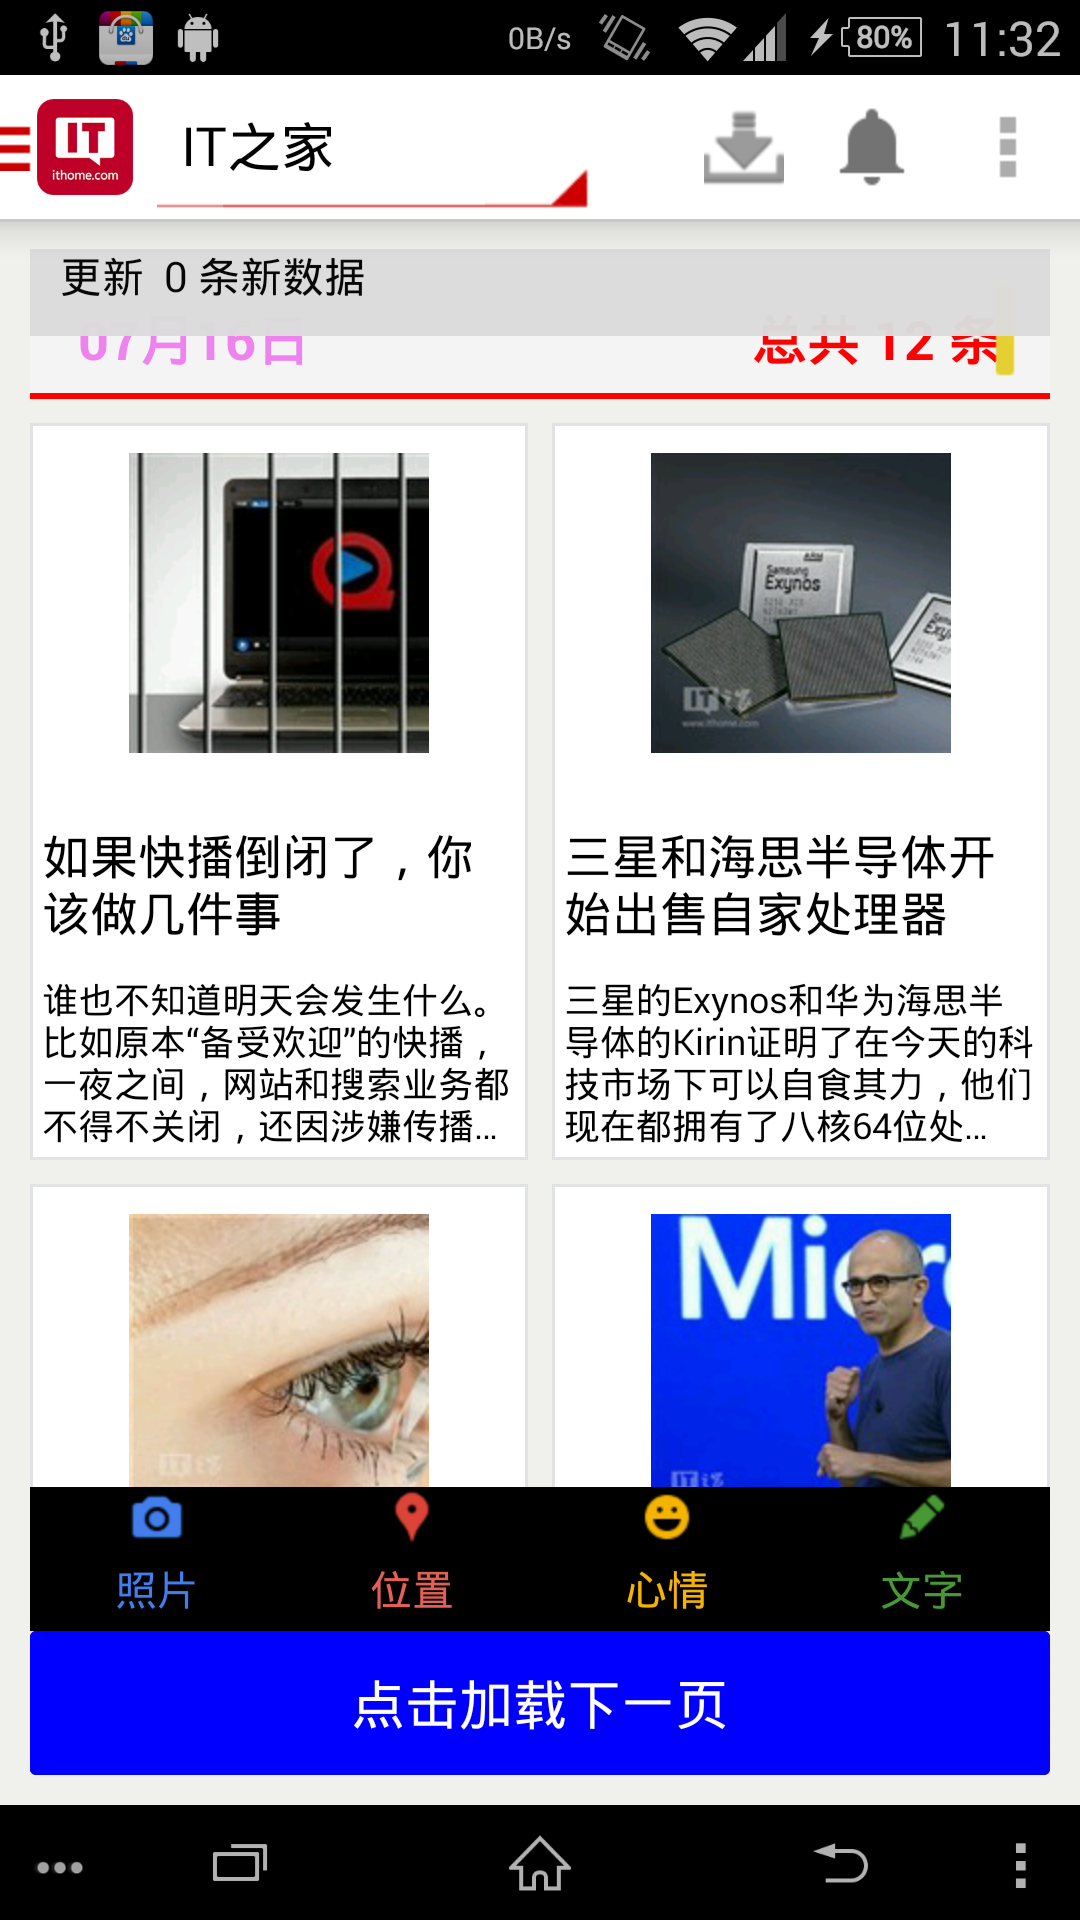 0B/s 80% 11:32
IT ithome.com IT之家
更新 0 条新数据
07月16日 总共 12 条
Samsung
Exynos
IT之家
www.ithome.com
如果快播倒闭了，你
该做几件事
谁也不知道明天会发生什么。
比如原本“备受欢迎”的快播，
一夜之间，网站和搜索业务都
不得不关闭，还因涉嫌传播...
三星和海思半导体开
始出售自家处理器
三星的Exynos和华为海思半
导体的Kirin证明了在今天的科
技市场下可以自食其力，他们
现在都拥有了八核64位处...
Micr
照片 位置 心情 文字
点击加载下一页